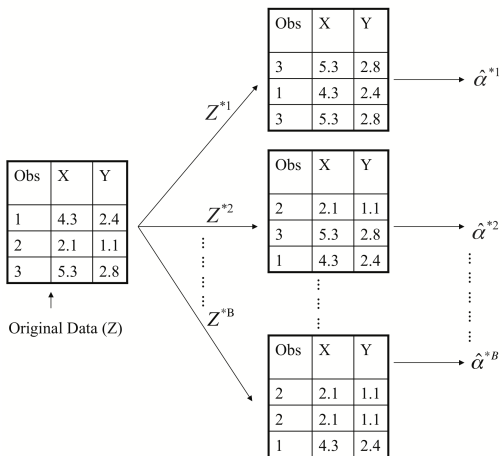 Obs X Y
3 5.3 2.8
1 4.3 2.4
3 5.3 2.8
Z*1
α̂*1
Obs X Y
1 4.3 2.4
2 2.1 1.1
3 5.3 2.8
Original Data (Z)
Z*2
Obs X Y
2 2.1 1.1
3 5.3 2.8
1 4.3 2.4
α̂*2
Z*B
Obs X Y
2 2.1 1.1
2 2.1 1.1
1 4.3 2.4
α̂*B